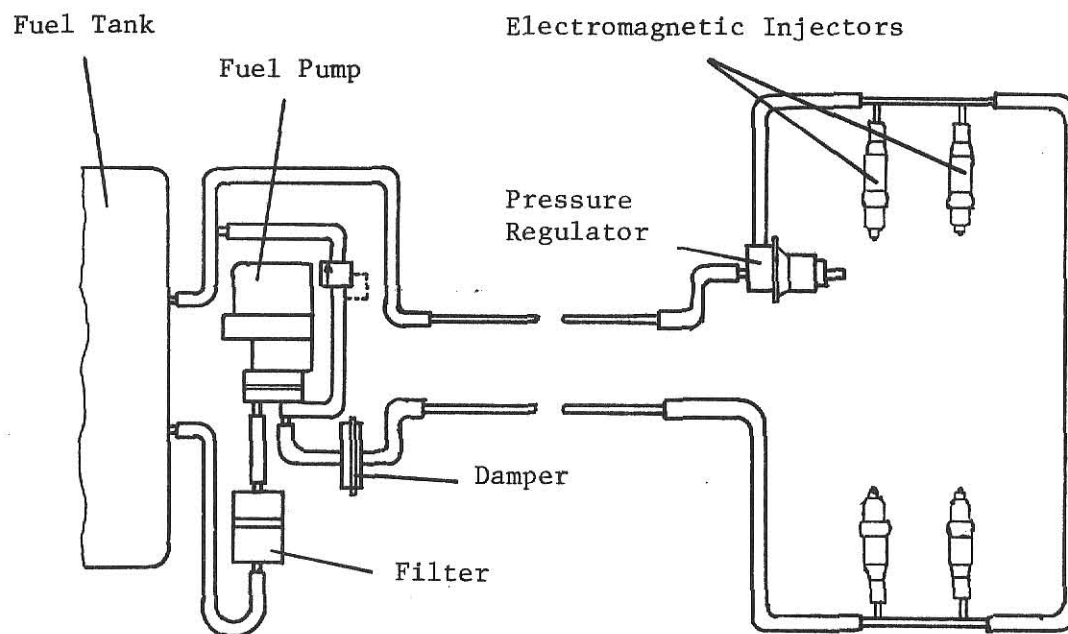 Fuel Tank
Electromagnetic Injectors
Fuel Pump
Pressure
Regulator
Damper
Filter